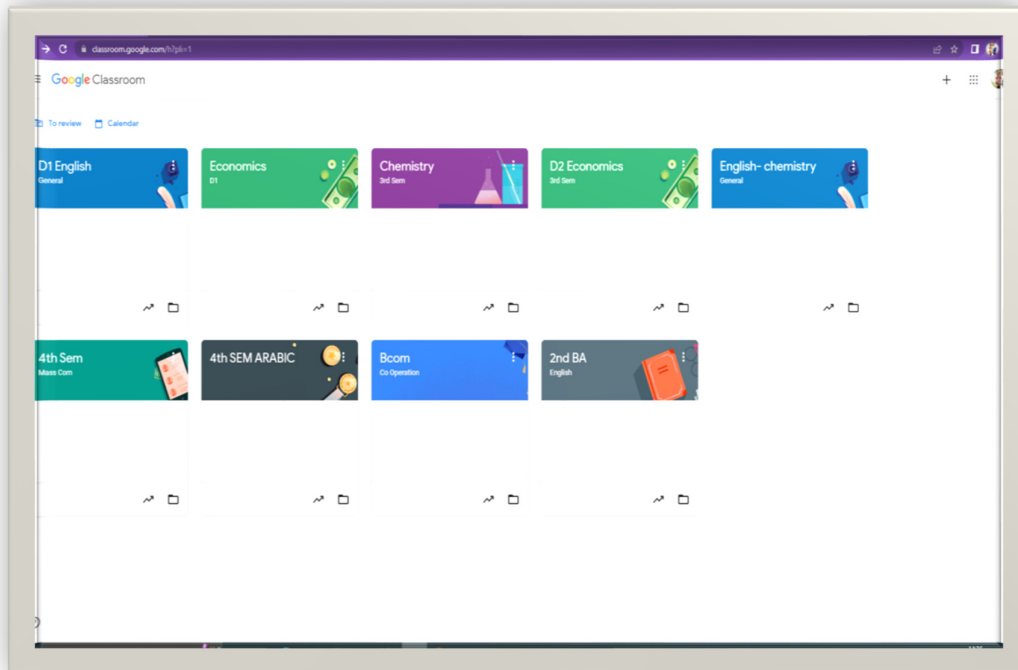 classroom.google.com/h?pli=1
Google Classroom
To review Calendar
D1 English
General
Economics
D1
Chemistry
3rd Sem
D2 Economics
3rd Sem
English- chemistry
General
4th Sem
Mass Com
4th SEM ARABIC
Bcom
Co Operation
2nd BA
English